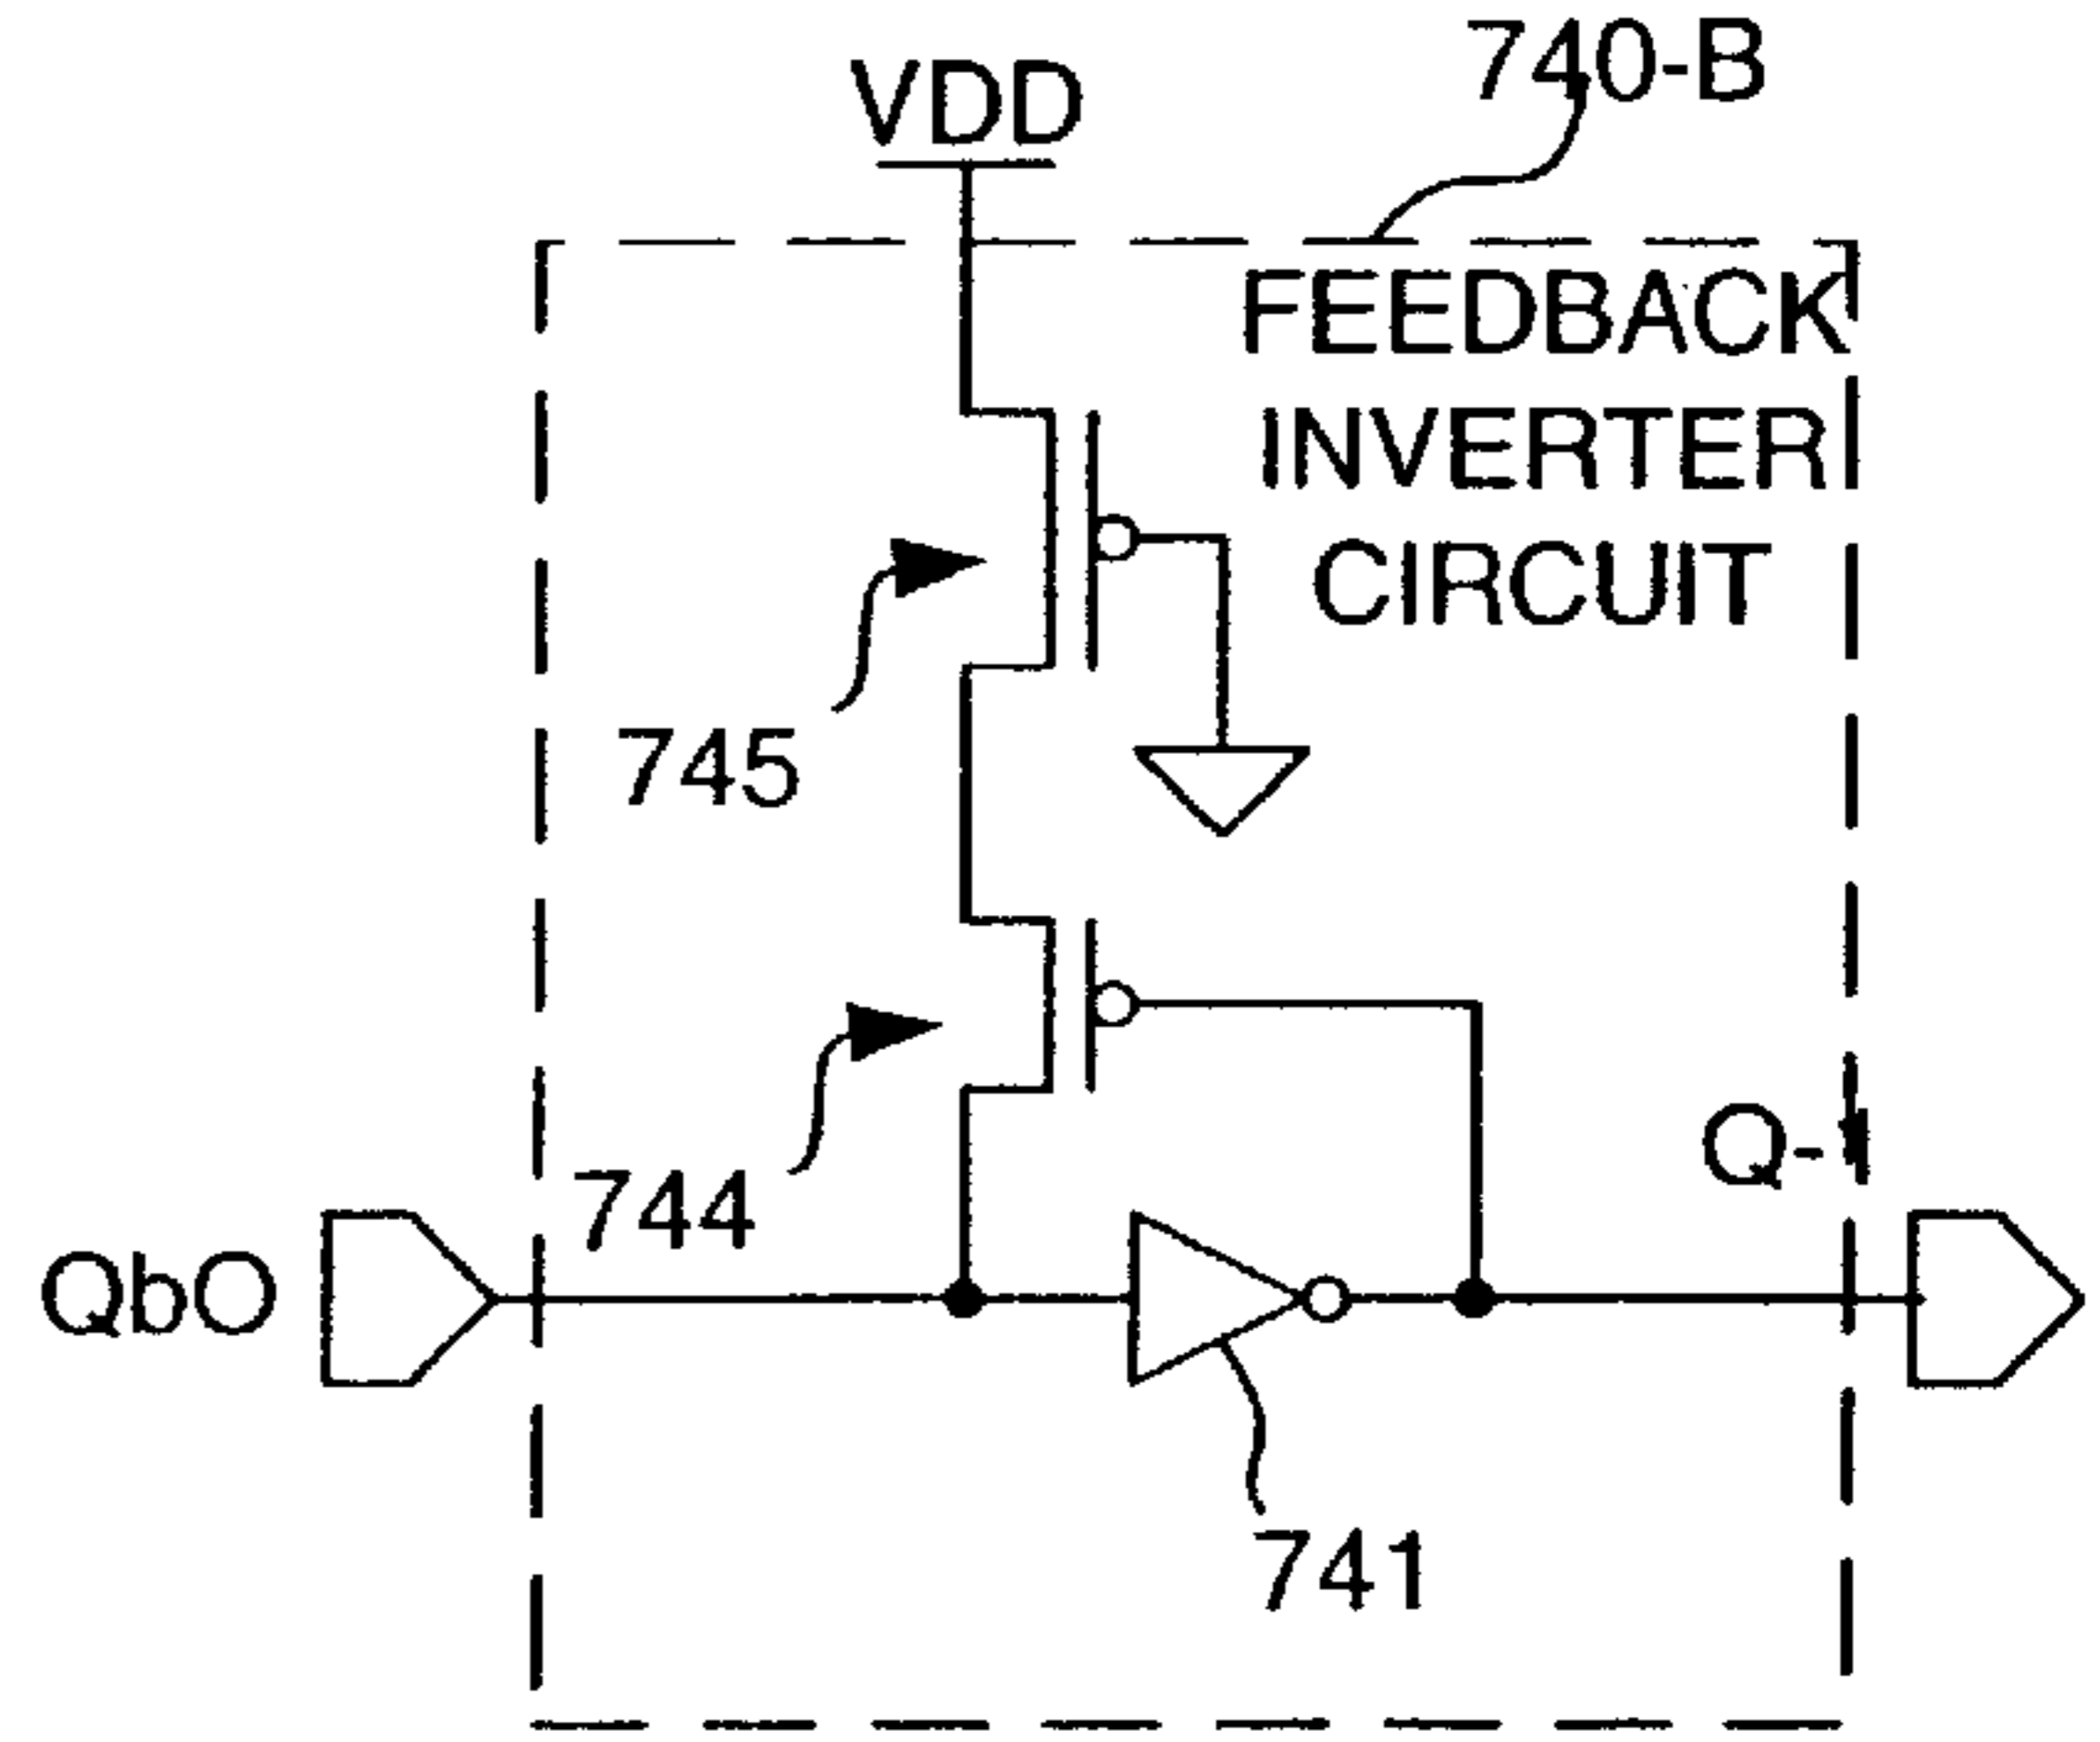 740-B
VDD
FEEDBACK
INVERTER
CIRCUIT
745
744
Q-1
QbO
741